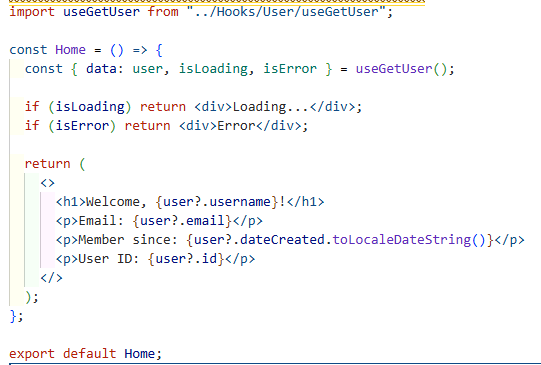 import useGetUser from "../Hooks/User/useGetUser";
const Home = () => {
const { data: user, isLoading, isError } = useGetUser();
if (isLoading) return <div>Loading...</div>;
if (isError) return <div>Error</div>;
return (
<>
<h1>Welcome, {user?.username}!</h1>
<p>Email: {user?.email}</p>
<p>Member since: {user?.dateCreated.toLocaleDateString()}</p>
<p>User ID: {user?.id}</p>
</>
);
};
export default Home;